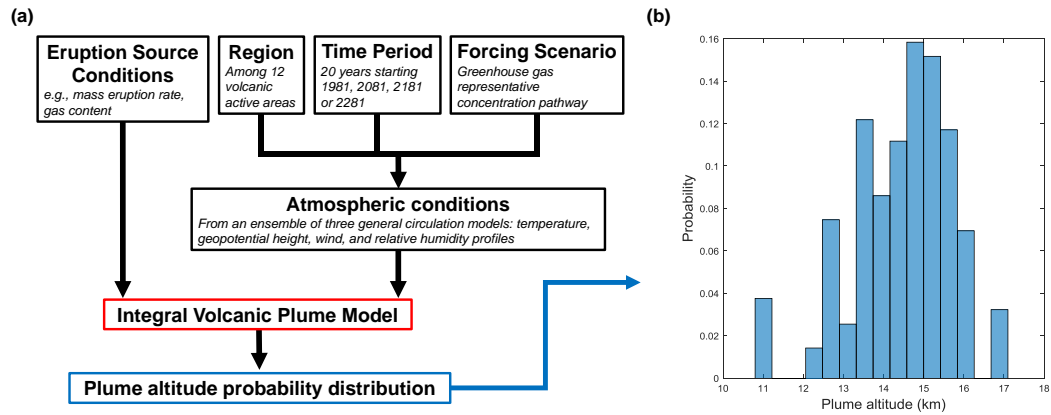 (a)
Eruption Source
Conditions
e.g., mass eruption rate,
gas content
Region
Among 12
volcanic
active areas
Time Period
20 years starting
1981, 2081, 2181 or
2281
Forcing Scenario
Greenhouse gas
representative
concentration pathway
Atmospheric conditions
From an ensemble of three general circulation models: temperature,
geopotential height, wind, and relative humidity profiles
Integral Volcanic Plume Model
Plume altitude probability distribution
(b)
Probability
0.16
0.14
0.12
0.1
0.08
0.06
0.04
0.02
0
10 11 12 13 14 15 16 17 18
Plume altitude (km)